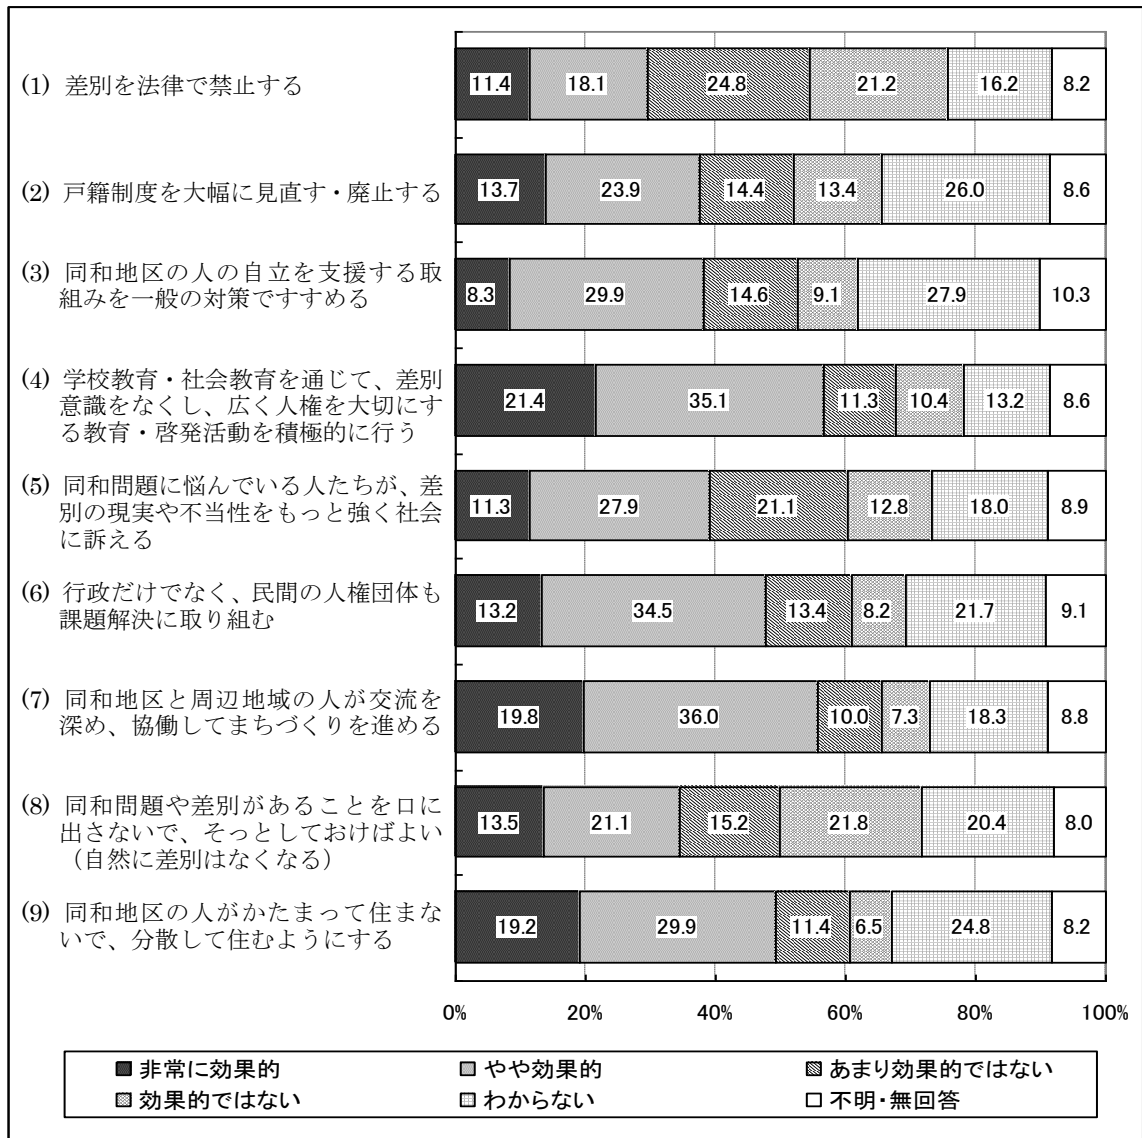 (1) 差別を法律で禁止する
11.4 18.1 24.8 21.2 16.2 8.2
(2) 戸籍制度を大幅に見直す・廃止する
13.7 23.9 14.4 13.4 26.0 8.6
(3) 同和地区の人の自立を支援する取
組みを一般の対策ですすめる
8.3 29.9 14.6 9.1 27.9 10.3
(4) 学校教育・社会教育を通じて、差別
意識をなくし、広く人権を大切にす
る教育・啓発活動を積極的に行う
21.4 35.1 11.3 10.4 13.2 8.6
(5) 同和問題に悩んでいる人たちが、差
別の現実や不当性をもっと強く社会
に訴える
11.3 27.9 21.1 12.8 18.0 8.9
(6) 行政だけでなく、民間の人権団体も
課題解決に取り組む
13.2 34.5 13.4 8.2 21.7 9.1
(7) 同和地区と周辺地域の人が交流を
深め、協働してまちづくりを進める
19.8 36.0 10.0 7.3 18.3 8.8
(8) 同和問題や差別があることを口に
出さないで、そっとしておけばよい
（自然に差別はなくなる）
13.5 21.1 15.2 21.8 20.4 8.0
(9) 同和地区の人がかたまって住まな
いで、分散して住むようにする
19.2 29.9 11.4 6.5 24.8 8.2
0% 20% 40% 60% 80% 100%
非常に効果的 やや効果的 あまり効果的ではない
効果的ではない わからない 不明・無回答